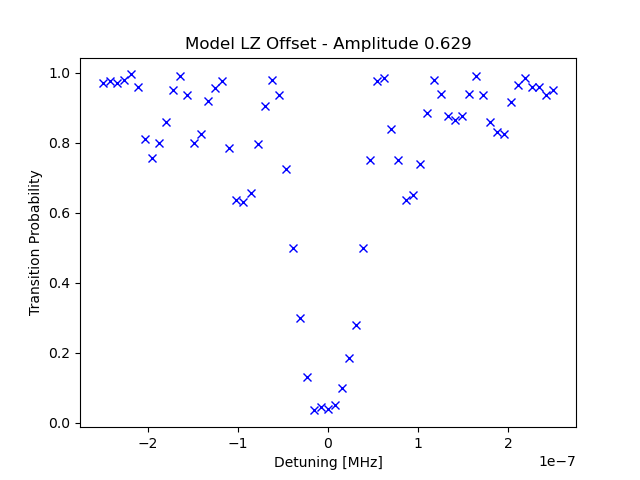 Model LZ Offset - Amplitude 0.629
Transition Probability
1.0
0.8
0.6
0.4
0.2
0.0
−2
−1
0
1
2
1e−7
Detuning [MHz]